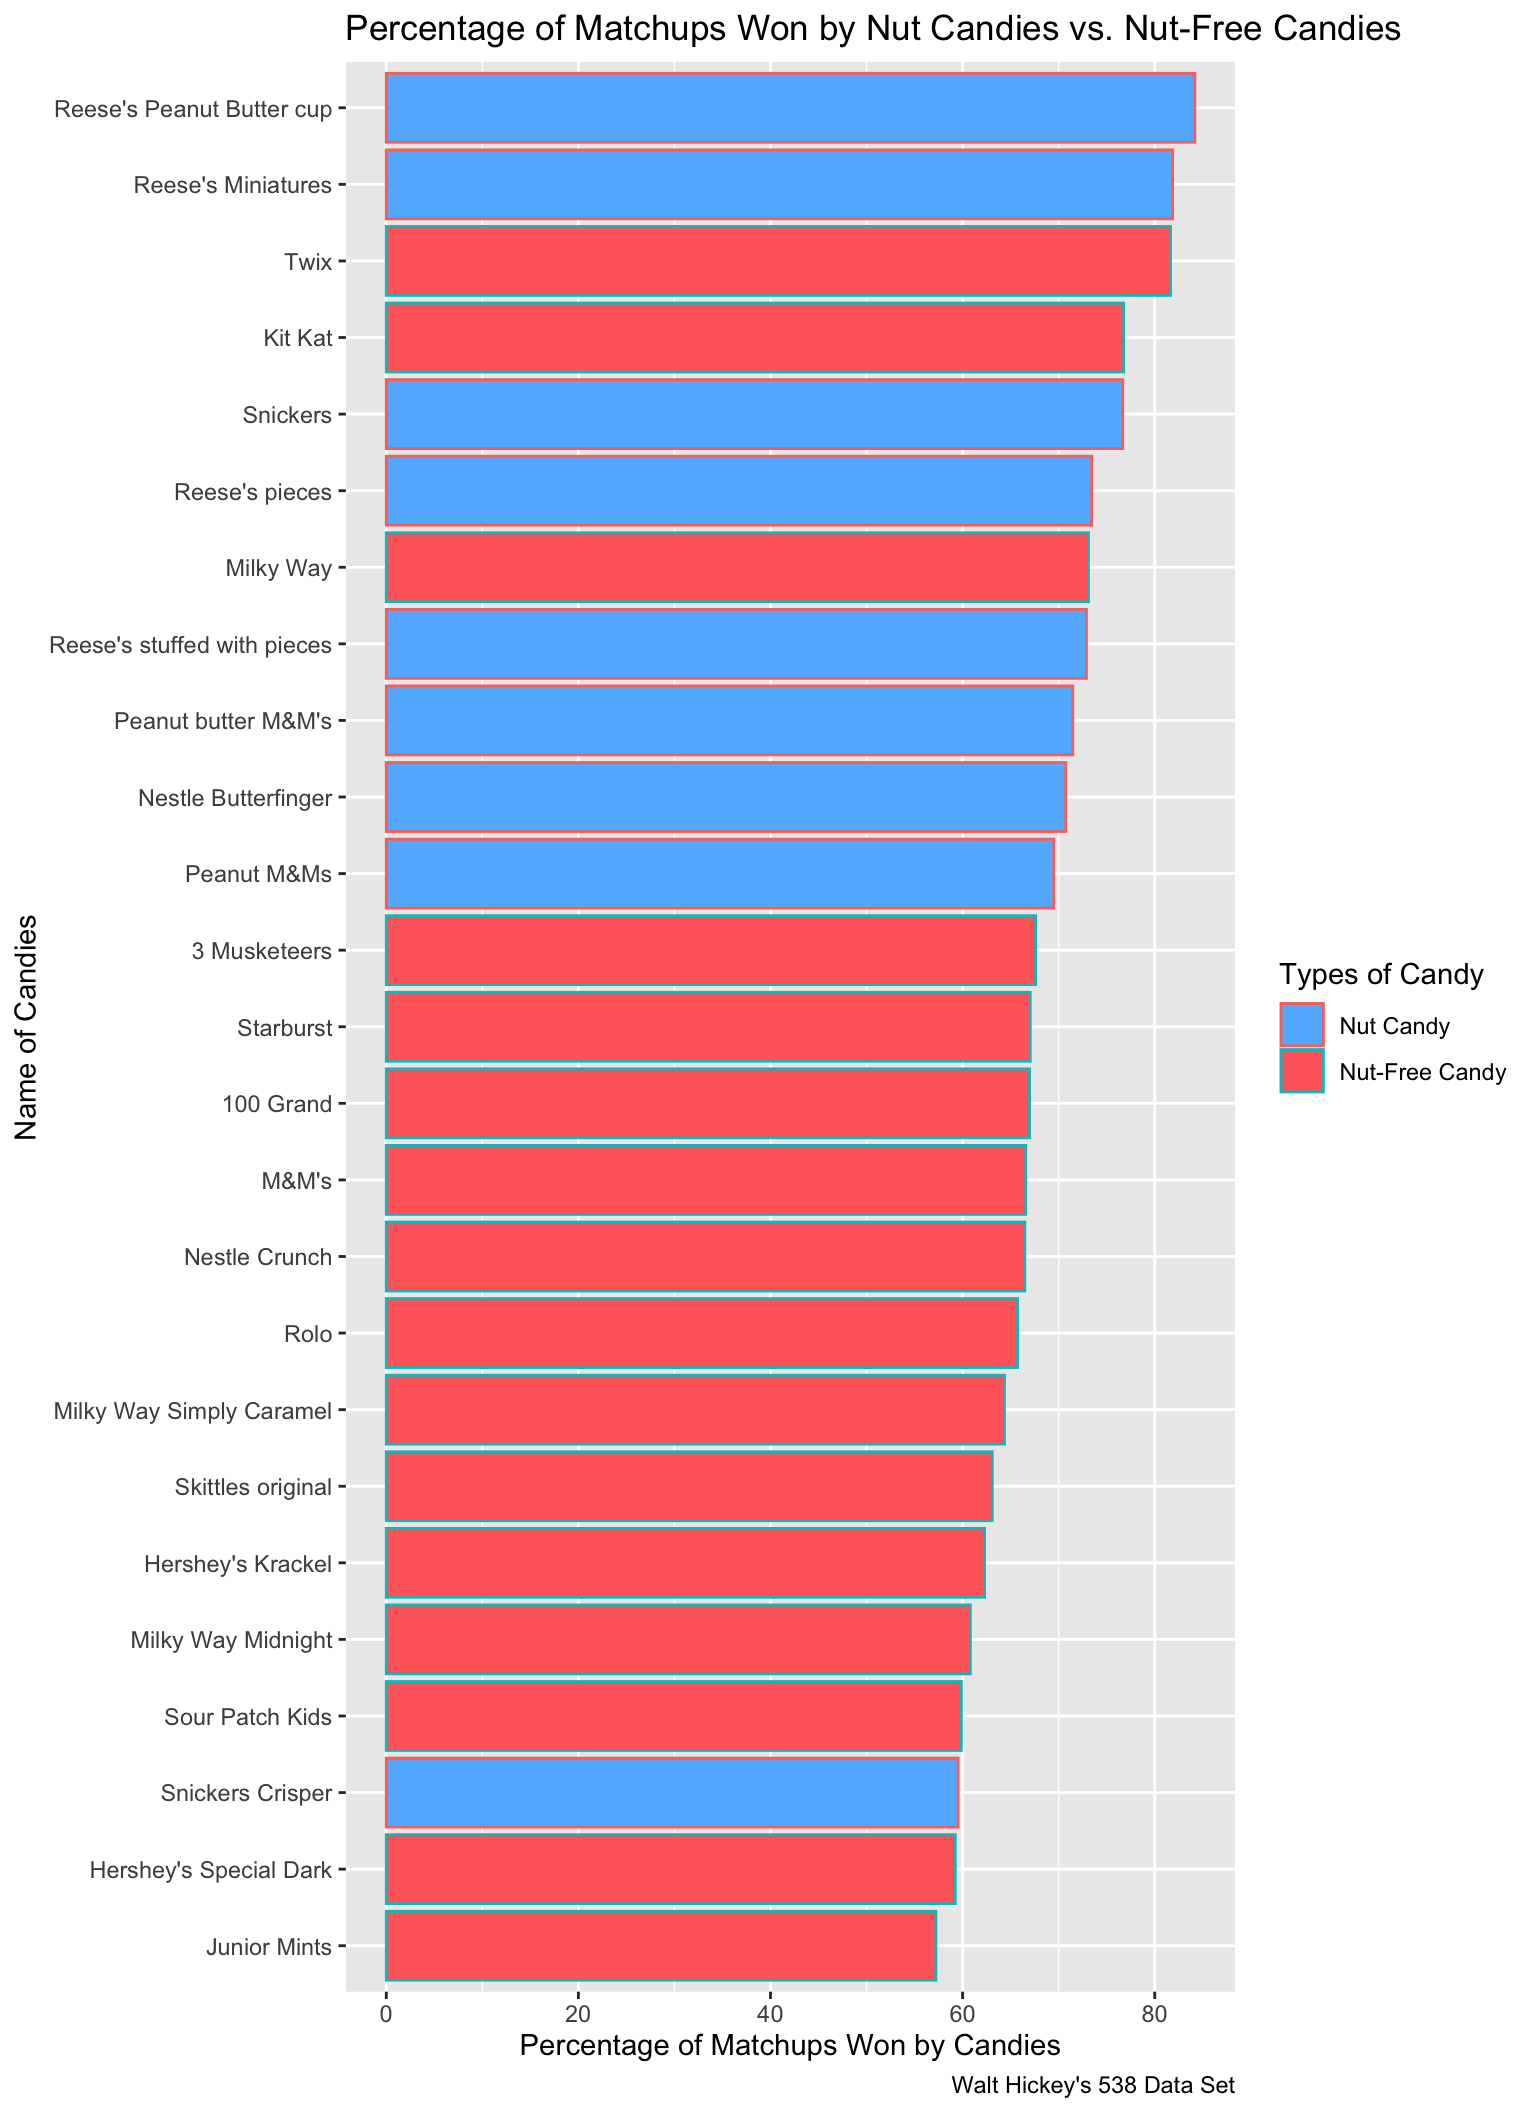 Percentage of Matchups Won by Nut Candies vs. Nut-Free Candies
Reese's Peanut Butter cup
Reese's Miniatures
Twix
Kit Kat
Snickers
Reese's pieces
Milky Way
Reese's stuffed with pieces
Peanut butter M&M's
Nestle Butterfinger
Peanut M&Ms
3 Musketeers
Starburst
100 Grand
M&M's
Nestle Crunch
Rolo
Milky Way Simply Caramel
Skittles original
Hershey's Krackel
Milky Way Midnight
Sour Patch Kids
Snickers Crisper
Hershey's Special Dark
Junior Mints
Name of Candies
0 20 40 60 80
Percentage of Matchups Won by Candies
Walt Hickey's 538 Data Set
Types of Candy
Nut Candy
Nut-Free Candy